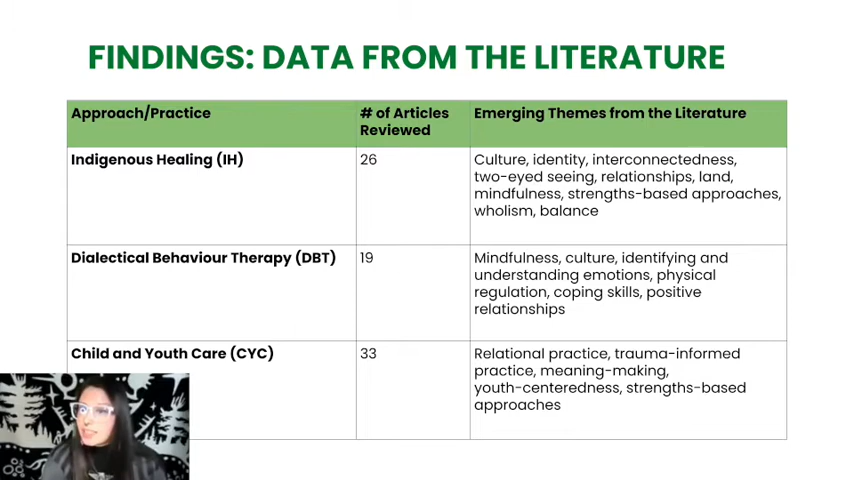 FINDINGS: DATA FROM THE LITERATURE
Approach/Practice
# of Articles
Reviewed
Emerging Themes from the Literature
Indigenous Healing (IH)
26
Culture, identity, interconnectedness,
two-eyed seeing, relationships, land,
mindfulness, strengths-based approaches,
wholism, balance
Dialectical Behaviour Therapy (DBT)
19
Mindfulness, culture, identifying and
understanding emotions, physical
regulation, coping skills, positive
relationships
Child and Youth Care (CYC)
33
Relational practice, trauma-informed
practice, meaning-making,
youth-centeredness, strengths-based
approaches